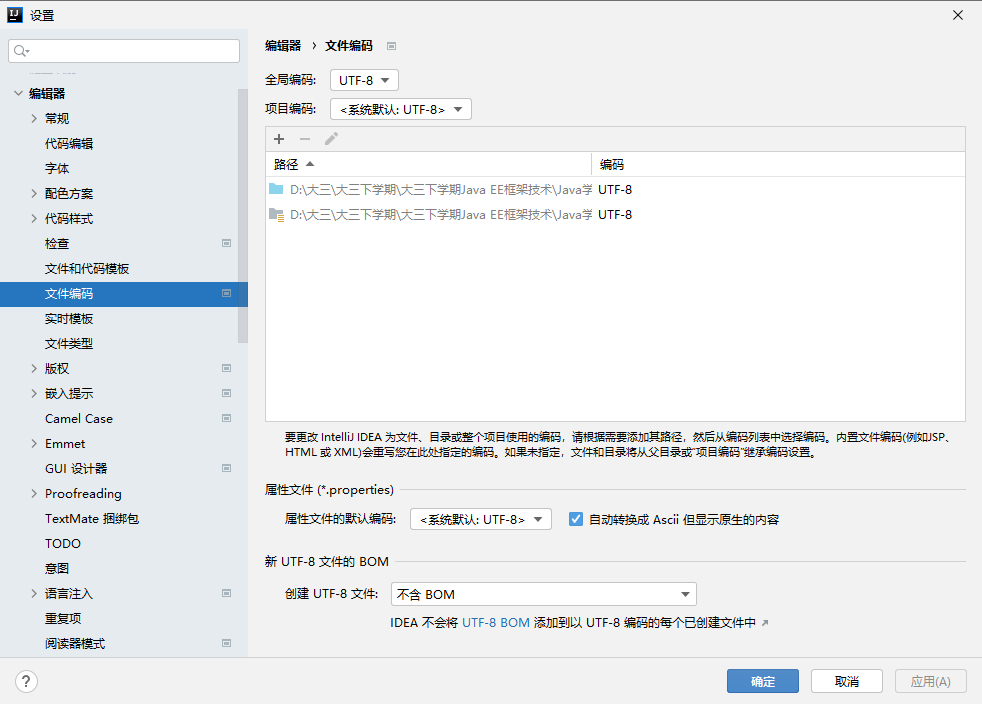 设置
编辑器
常规
代码编辑
字体
配色方案
代码样式
检查
文件和代码模板
文件编码
实时模板
文件类型
版权
嵌入提示
Camel Case
Emmet
GUI 设计器
Proofreading
TextMate 捆绑包
TODO
意图
语言注入
重复项
阅读器模式
编辑器 › 文件编码
全局编码: UTF-8
项目编码: <系统默认: UTF-8>
路径 编码
D:\大三\大三下学期\大三下学期Java EE框架技术\Java学 UTF-8
D:\大三\大三下学期\大三下学期Java EE框架技术\Java学 UTF-8
要更改 IntelliJ IDEA 为文件、目录或整个项目使用的编码，请根据需要添加其路径，然后从编码列表中选择编码。内置文件编码(例如JSP、
HTML 或 XML)会重写您在此处指定的编码。如果未指定，文件和目录将从父目录或"项目编码"继承编码设置。
属性文件 (*.properties)
属性文件的默认编码: <系统默认: UTF-8> 自动转换成 Ascii 但显示原生的内容
新 UTF-8 文件的 BOM
创建 UTF-8 文件: 不含 BOM
IDEA 不会将 UTF-8 BOM 添加到以 UTF-8 编码的每个已创建文件中 ↗
? 确定 取消 应用(A)